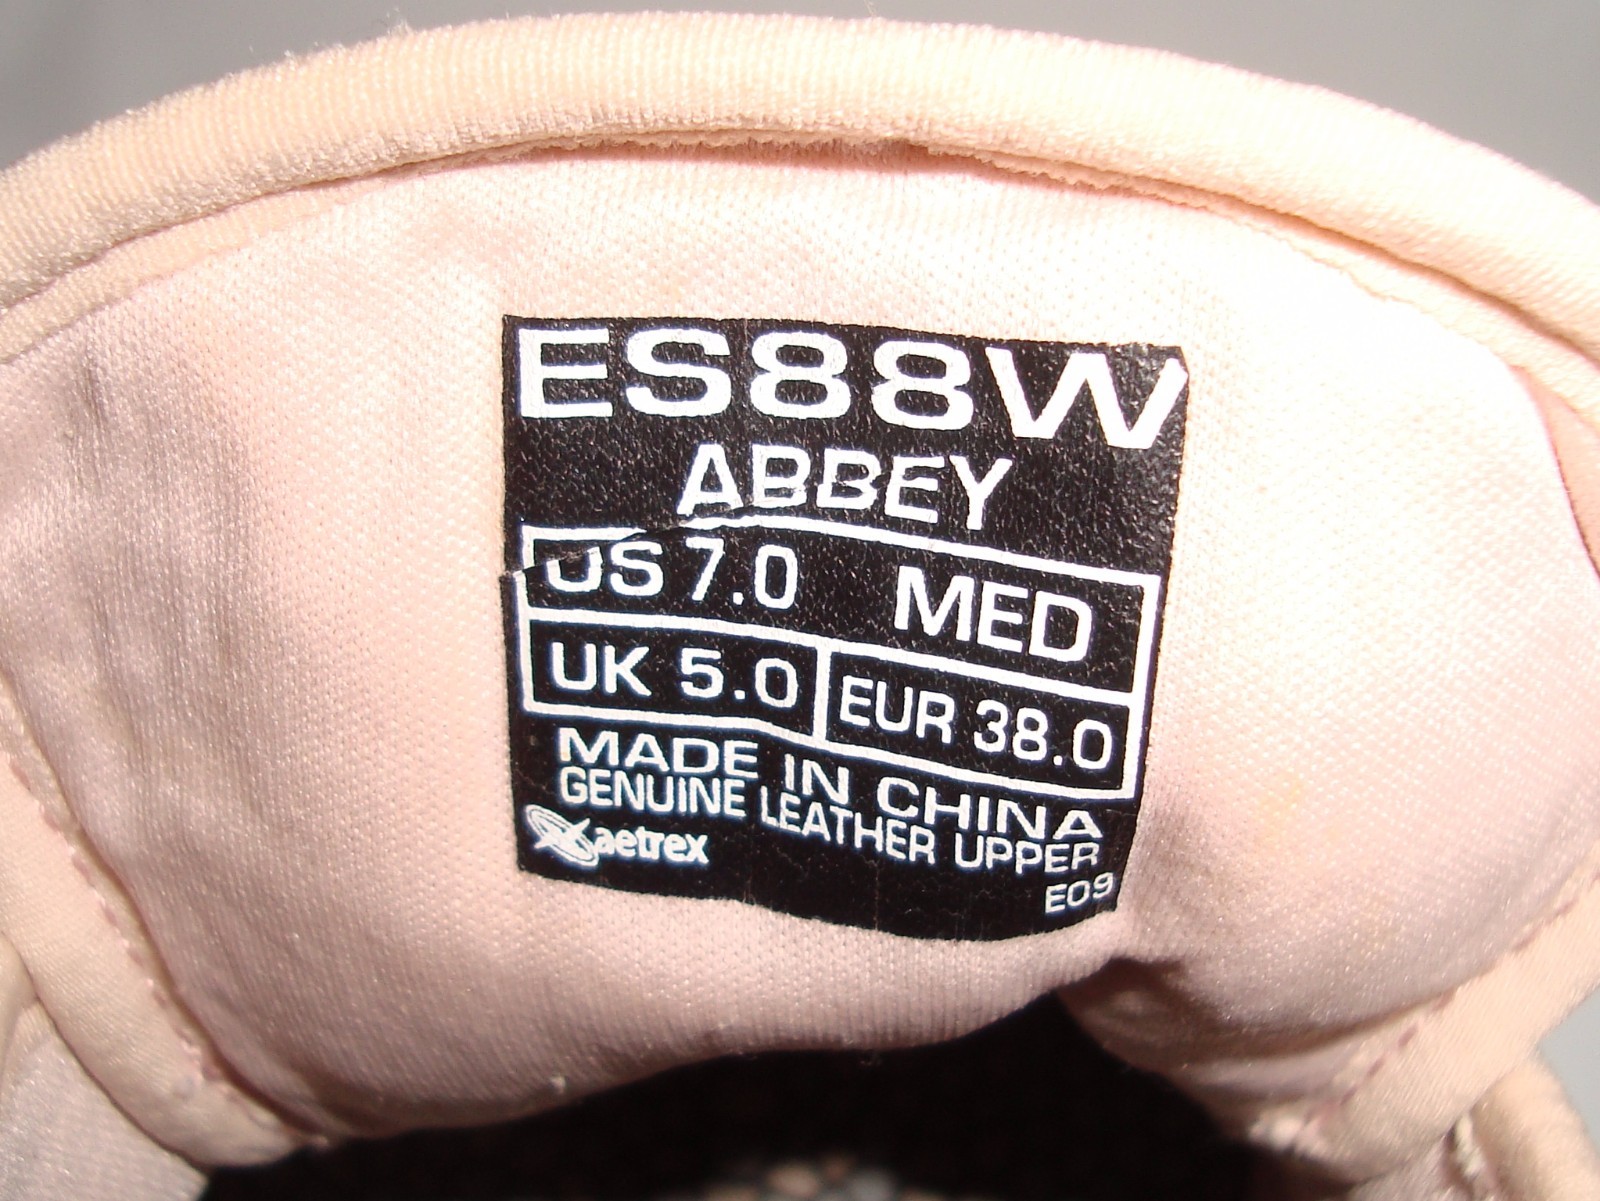 ES88W
ABBEY
US 7.0 MED
UK 5.0 EUR 38.0
MADE IN CHINA
GENUINE LEATHER UPPER
aetrex
E09